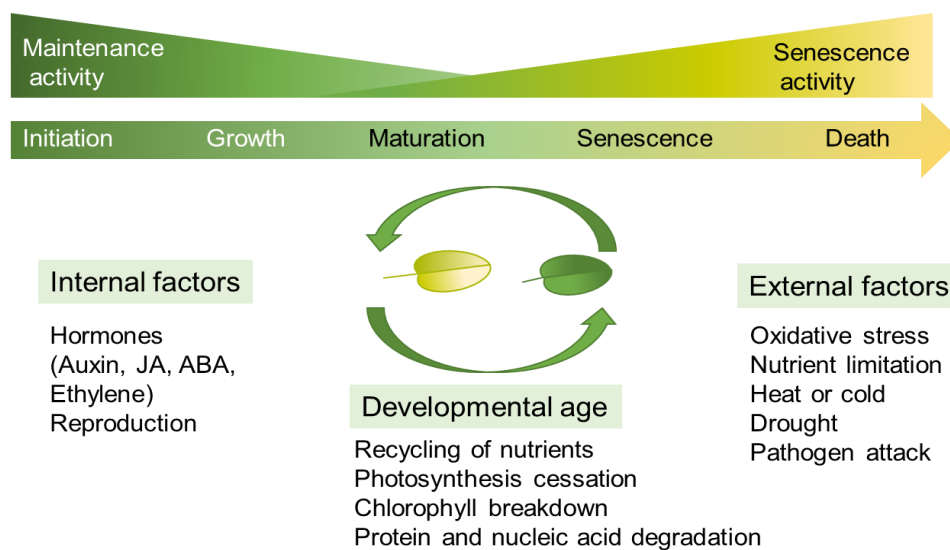 Maintenance
activity
Senescence
activity
Initiation
Growth
Maturation
Senescence
Death
Internal factors
Hormones
(Auxin, JA, ABA,
Ethylene)
Reproduction
Developmental age
Recycling of nutrients
Photosynthesis cessation
Chlorophyll breakdown
Protein and nucleic acid degradation
External factors
Oxidative stress
Nutrient limitation
Heat or cold
Drought
Pathogen attack